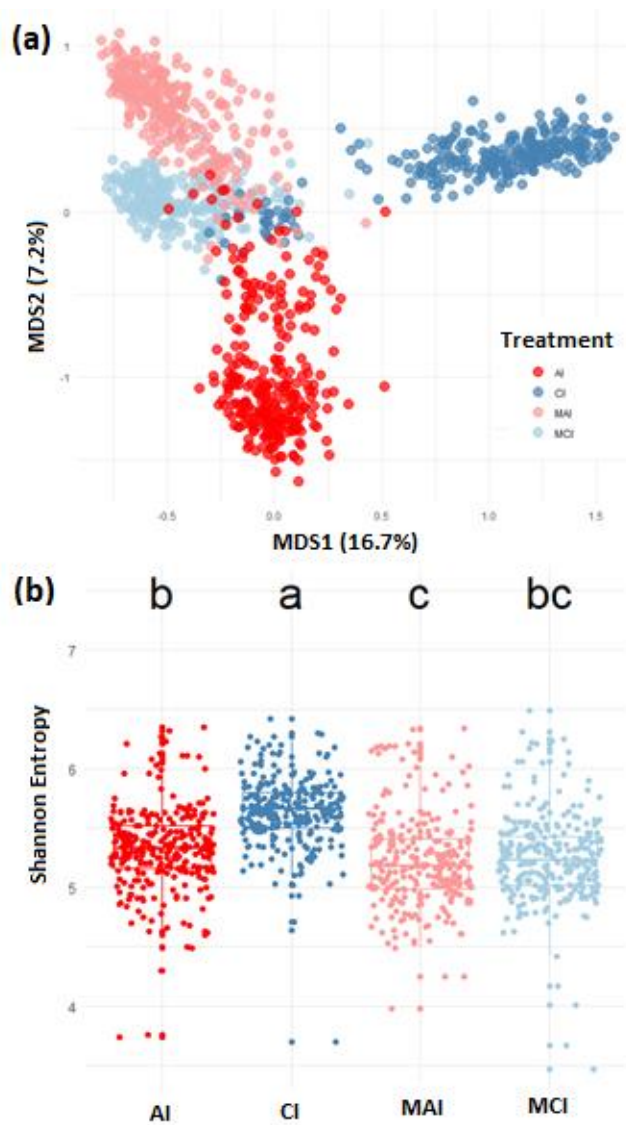 (a)
1
0
-1
MDS2 (7.2%)
-0.5
0.0
0.5
1.0
1.5
MDS1 (16.7%)
Treatment
AI
CI
MAI
MCI
(b)
b a c bc
7
6
5
4
Shannon Entropy
AI CI MAI MCI